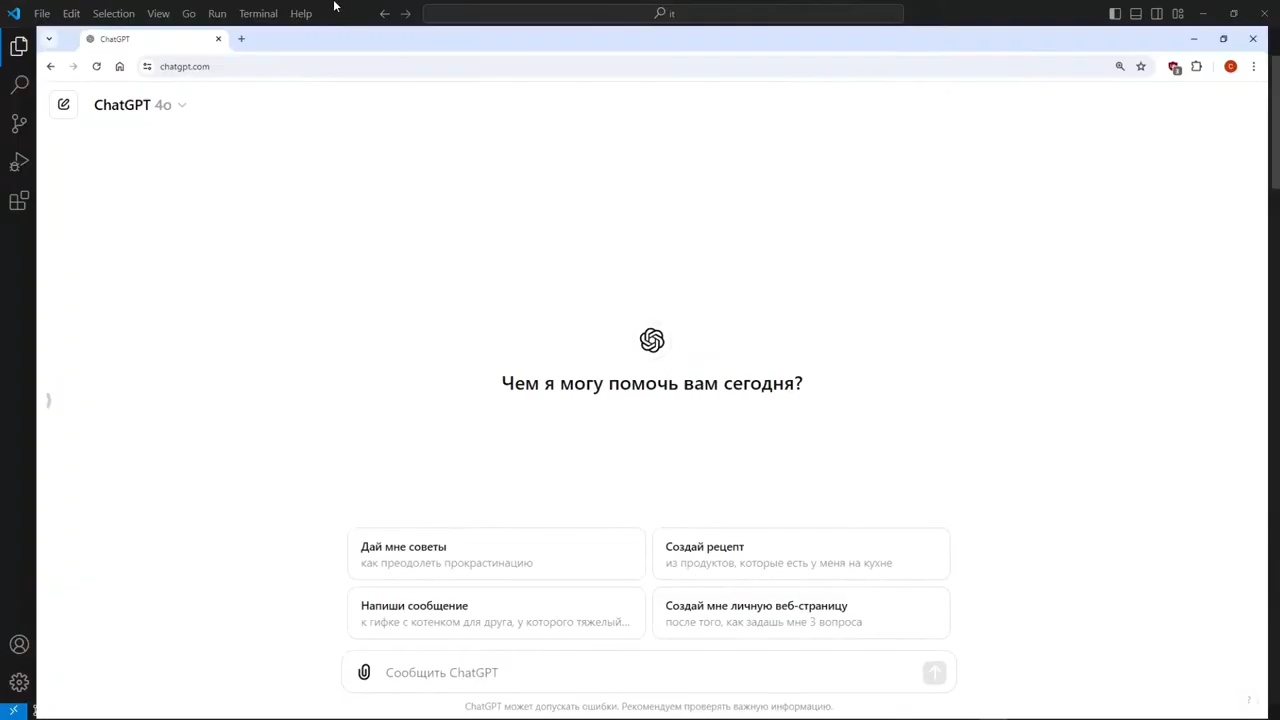 File Edit Selection View Go Run Terminal Help it
ChatGPT
chatgpt.com
3 C
ChatGPT 4o
Чем я могу помочь вам сегодня?
Дай мне советы
как преодолеть прокрастинацию
Создай рецепт
из продуктов, которые есть у меня на кухне
Напиши сообщение
к гифке с котенком для друга, у которого тяжелый...
Создай мне личную веб-страницу
после того, как задашь мне 3 вопроса
Сообщить ChatGPT
ChatGPT может допускать ошибки. Рекомендуем проверять важную информацию.
?